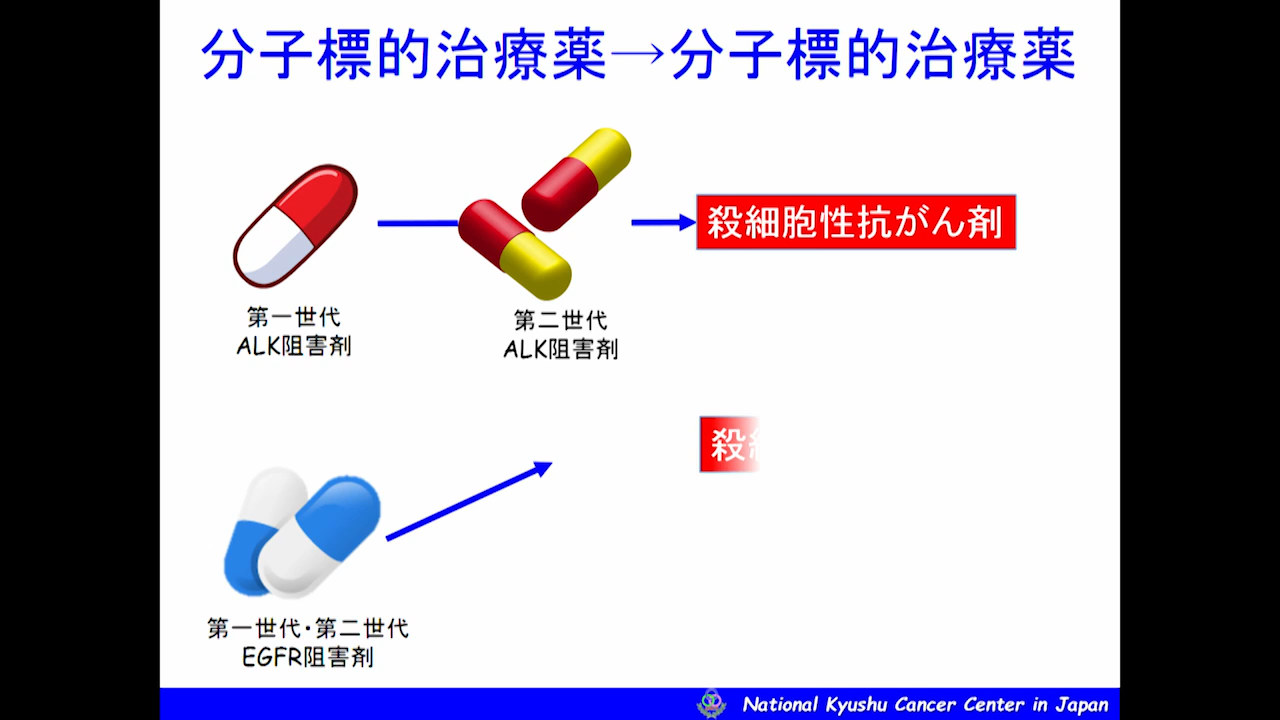 分子標的治療薬→分子標的治療薬
殺細胞性抗がん剤
第一世代
ALK阻害剤
第二世代
ALK阻害剤
殺
第一世代・第二世代
EGFR阻害剤
National Kyushu Cancer Center in Japan